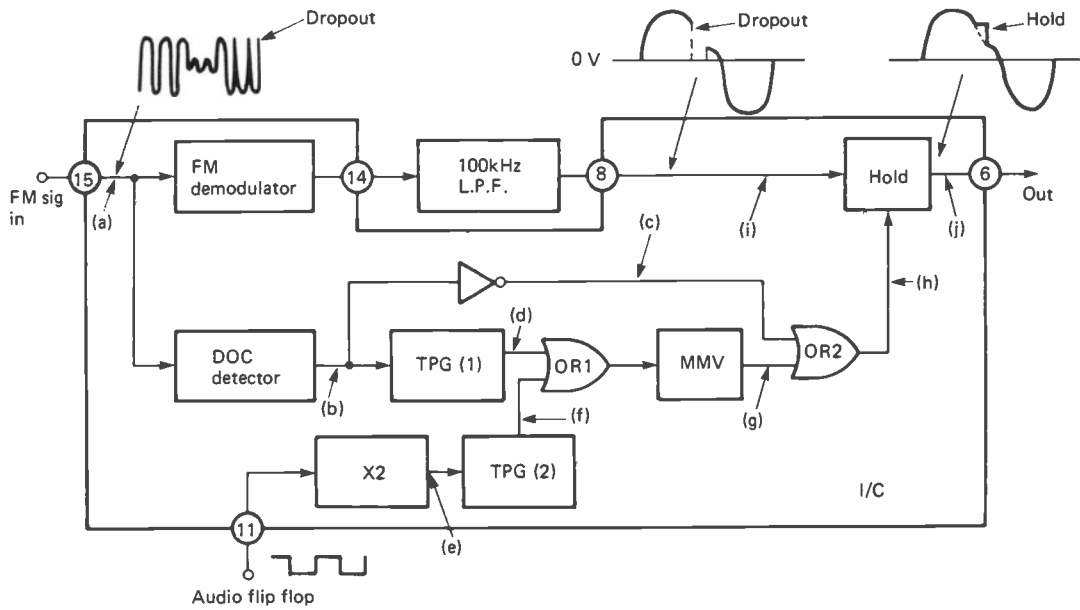 Dropout
Dropout
Hold
0 V
15
FM sig
in
(a)
FM
demodulator
14
100kHz
L.P.F.
8
(i)
Hold
(j)
6
Out
(c)
(h)
DOC
detector
(b)
TPG (1)
(d)
OR1
MMV
(g)
OR2
(f)
X2
(e)
TPG (2)
I/C
11
Audio flip flop